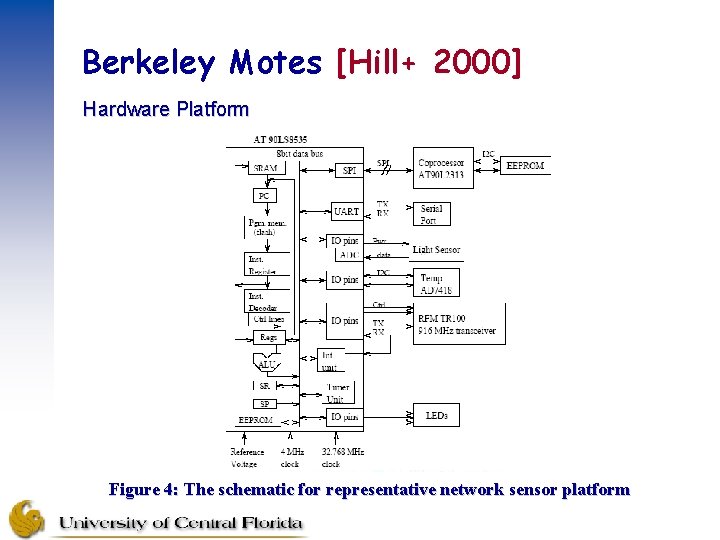 Berkeley Motes [Hill+ 2000]
Hardware Platform
AT 90LS8535
8bit data bus
SRAM
PC
Pgm. mem.
(flash)
Inst.
Register
Inst.
Decoder
Ctrl lines
Regs
ALU
SR
SP
EEPROM
SPI
UART
IO pins
ADC
IO pins
IO pins
Int.
unit
Timer
Unit
IO pins
SPI
Coprocessor
AT90L2313
I2C
EEPROM
TX
RX
Serial
Port
Pwr
data
Light Sensor
I2C
Temp
AD7418
Ctrl
TX
RX
RFM TR100
916 MHz transceiver
LEDs
Reference
Voltage
4 MHz
clock
32.768 MHz
clock
Figure 4: The schematic for representative network sensor platform
University of Central Florida